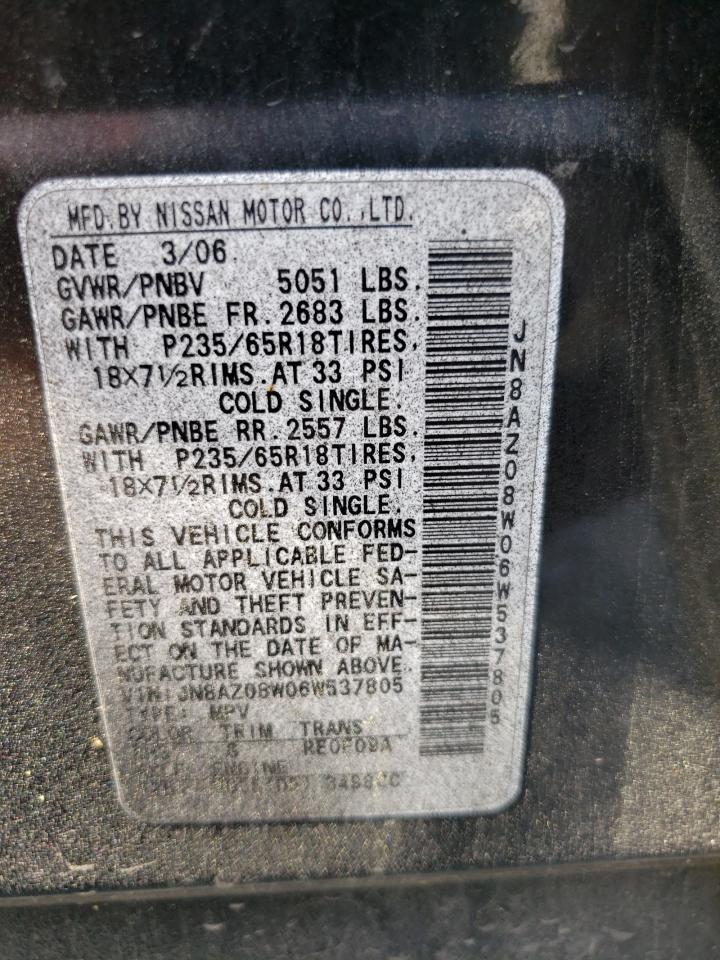 MFD. BY NISSAN MOTOR CO., LTD.
DATE 3/06
GVWR/PNBV 5051 LBS.
GAWR/PNBE FR. 2683 LBS.
WITH P235/65R18TIRES,
18X7½RIMS.AT 33 PSI
COLD SINGLE.
GAWR/PNBE RR. 2557 LBS.
WITH P235/65R18TIRES,
18X7½RIMS.AT 33 PSI
COLD SINGLE.
THIS VEHICLE CONFORMS
TO ALL APPLICABLE FED-
ERAL MOTOR VEHICLE SA-
FETY AND THEFT PREVEN-
TION STANDARDS IN EFF-
ECT ON THE DATE OF MA-
NUFACTURE SHOWN ABOVE.
VIN: JN8AZ08W06W537805
TYPE: MPV
COLOR TRIM TRANS
RE0F09A
ENGINE
3498CC
JN8AZ08W06W537805